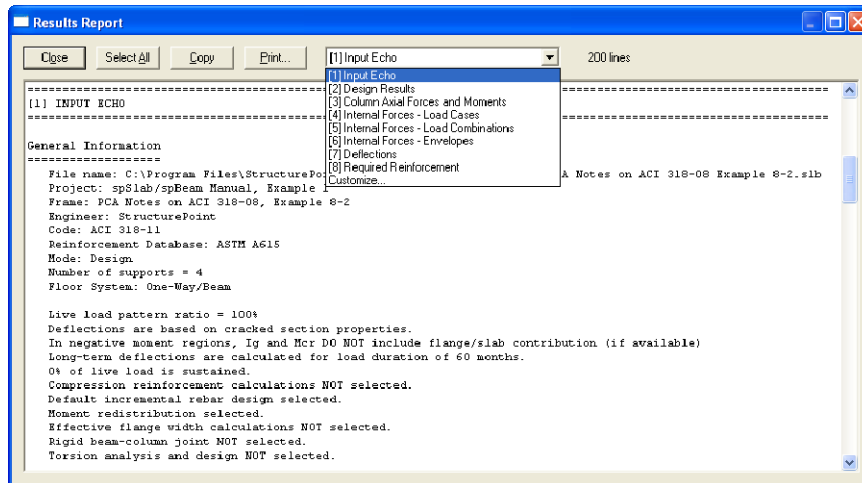 Results Report
Close Select All Copy Print... [1] Input Echo 200 lines
[1] Input Echo
[2] Design Results
[3] Column Axial Forces and Moments
[4] Internal Forces - Load Cases
[5] Internal Forces - Load Combinations
[6] Internal Forces - Envelopes
[7] Deflections
[8] Required Reinforcement
Customize...
[1] INPUT ECHO
General Information
File name: C:\Program Files\StructurePoi A Notes on ACI 318-08 Example 8-2.slb
Project: spSlab/spBeam Manual, Example 1
Frame: PCA Notes on ACI 318-08, Example 8-2
Engineer: StructurePoint
Code: ACI 318-11
Reinforcement Database: ASTM A615
Mode: Design
Number of supports = 4
Floor System: One-Way/Beam
Live load pattern ratio = 100%
Deflections are based on cracked section properties.
In negative moment regions, Ig and Mcr DO NOT include flange/slab contribution (if available)
Long-term deflections are calculated for load duration of 60 months.
0% of live load is sustained.
Compression reinforcement calculations NOT selected.
Default incremental rebar design selected.
Moment redistribution selected.
Effective flange width calculations NOT selected.
Rigid beam-column joint NOT selected.
Torsion analysis and design NOT selected.